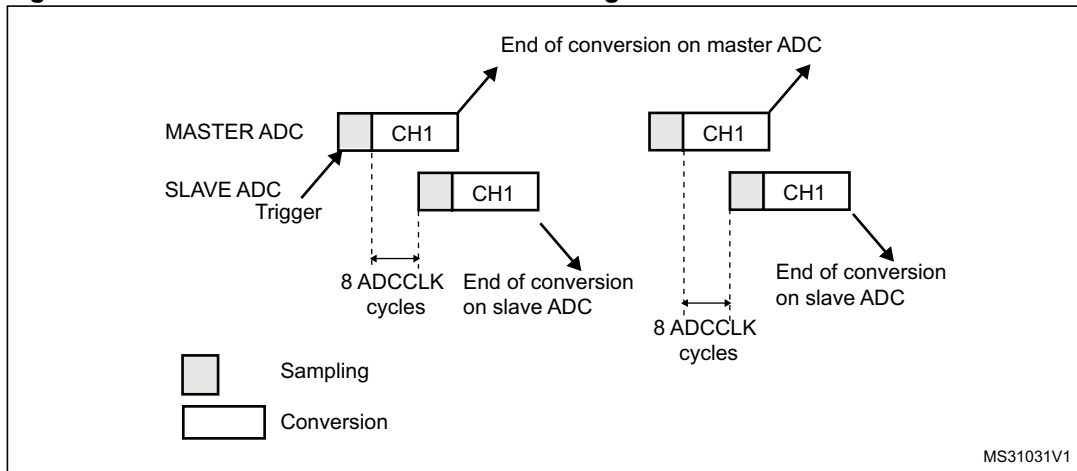 End of conversion on master ADC
MASTER ADC
CH1
CH1
SLAVE ADC
Trigger
CH1
CH1
8 ADCCLK
cycles
End of conversion
on slave ADC
8 ADCCLK
cycles
End of conversion
on slave ADC
Sampling
Conversion
MS31031V1